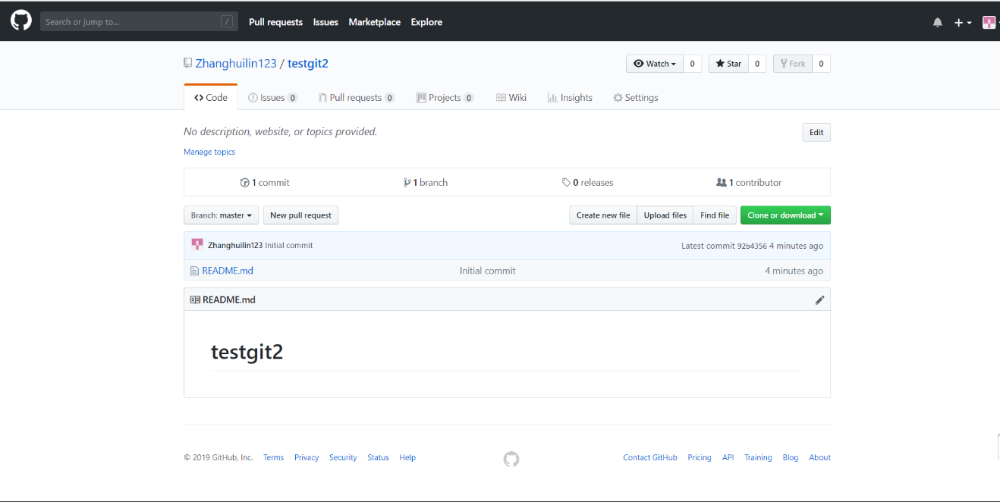 Search or jump to... / Pull requests Issues Marketplace Explore
Zhanghuilin123 / testgit2 Watch 0 Star 0 Fork 0
Code Issues 0 Pull requests 0 Projects 0 Wiki Insights Settings
No description, website, or topics provided. Edit
Manage topics
1 commit 1 branch 0 releases 1 contributor
Branch: master New pull request Create new file Upload files Find file Clone or download
Zhanghuilin123 Initial commit Latest commit 92b4356 4 minutes ago
README.md Initial commit 4 minutes ago
README.md
testgit2
© 2019 GitHub, Inc. Terms Privacy Security Status Help Contact GitHub Pricing API Training Blog About